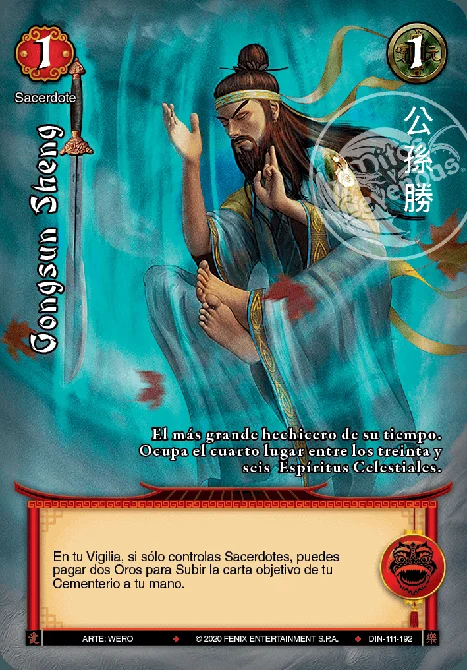 1
1
Sacerdote
Gongsun Sheng
公孫勝
Mitos y Leyendas
El más grande hechicero de su tiempo.
Ocupa el cuarto lugar entre los treinta y
seis Espíritus Celestiales.
En tu Vigilia, si sólo controlas Sacerdotes, puedes
pagar dos Oros para Subir la carta objetivo de tu
Cementerio a tu mano.
ARTE: WERO
© 2020 FENIX ENTERTAINMENT S.P.A.
DIN-111-192